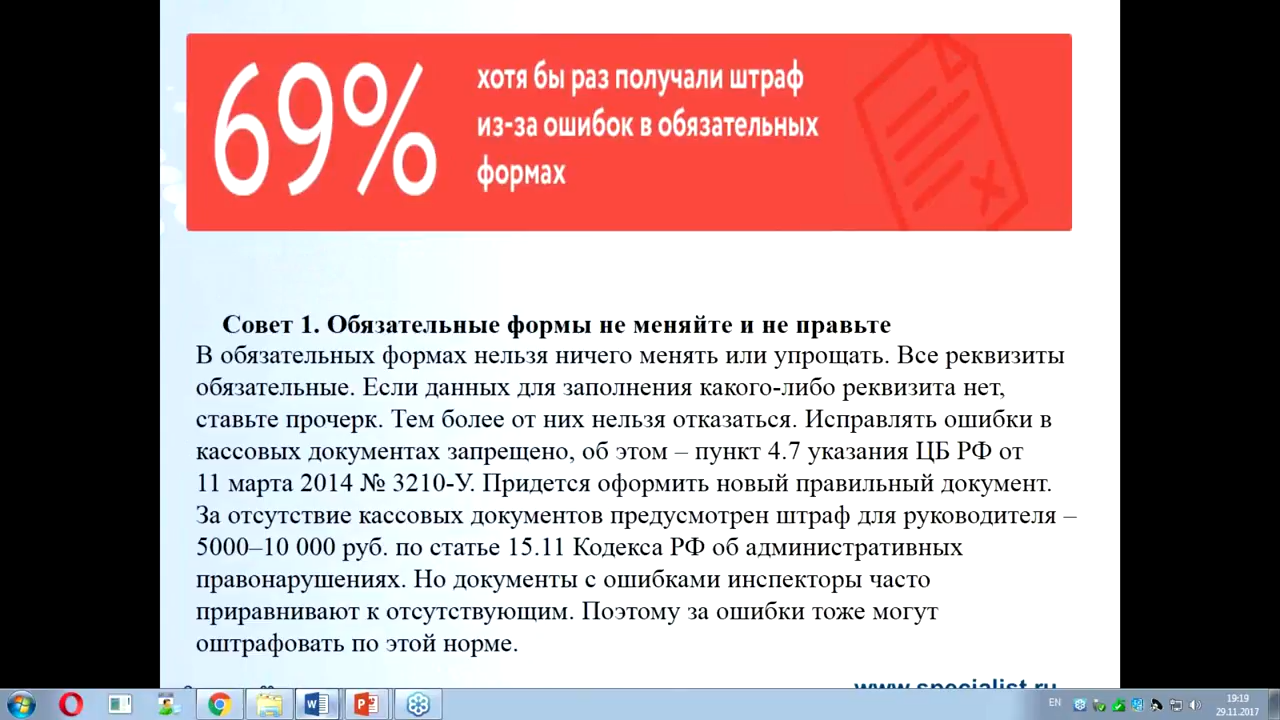 69%
хотя бы раз получали штраф
из-за ошибок в обязательных
формах
Совет 1. Обязательные формы не меняйте и не правьте
В обязательных формах нельзя ничего менять или упрощать. Все реквизиты
обязательные. Если данных для заполнения какого-либо реквизита нет,
ставьте прочерк. Тем более от них нельзя отказаться. Исправлять ошибки в
кассовых документах запрещено, об этом – пункт 4.7 указания ЦБ РФ от
11 марта 2014 № 3210-У. Придется оформить новый правильный документ.
За отсутствие кассовых документов предусмотрен штраф для руководителя –
5000–10 000 руб. по статье 15.11 Кодекса РФ об административных
правонарушениях. Но документы с ошибками инспекторы часто
приравнивают к отсутствующим. Поэтому за ошибки тоже могут
оштрафовать по этой норме.
www.specialist.ru
EN
19:19
29.11.2017